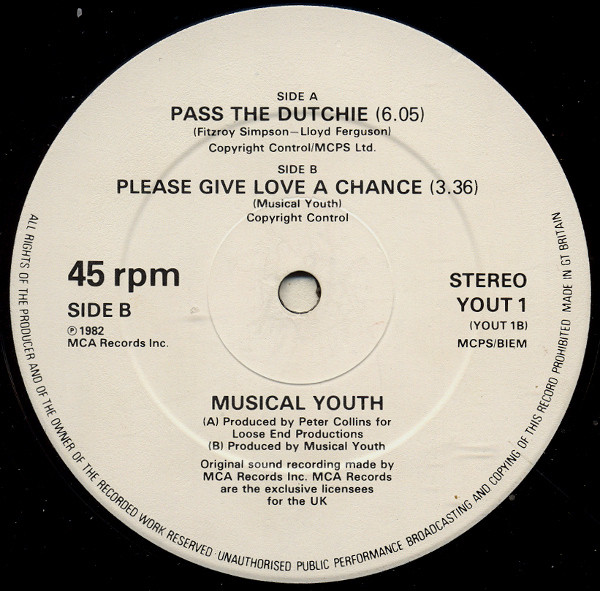 SIDE A
PASS THE DUTCHIE (6.05)
(Fitzroy Simpson—Lloyd Ferguson)
Copyright Control/MCPS Ltd.
SIDE B
PLEASE GIVE LOVE A CHANCE (3.36)
(Musical Youth)
Copyright Control
45 rpm
SIDE B
℗ 1982
MCA Records Inc.
STEREO
YOUT 1
(YOUT 1B)
MCPS/BIEM
MUSICAL YOUTH
(A) Produced by Peter Collins for
Loose End Productions
(B) Produced by Musical Youth
Original sound recording made by
MCA Records Inc. MCA Records
are the exclusive licensees
for the UK
ALL RIGHTS OF THE PRODUCER AND OF THE OWNER OF THE RECORDED WORK RESERVED · UNAUTHORISED PUBLIC PERFORMANCE BROADCASTING AND COPYING OF THIS RECORD PROHIBITED MADE IN GT BRITAIN